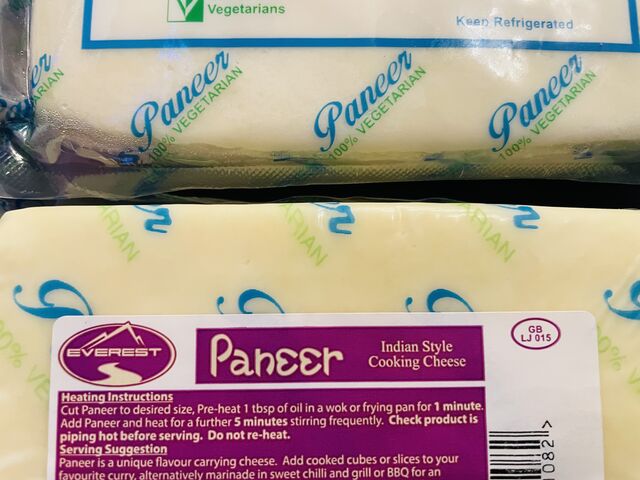 Vegetarians
Keep Refrigerated
Paneer
100% VEGETARIAN
Paneer
100% VEGETARIAN
Paneer
100% VEGETARIAN
EVEREST
Paneer
Indian Style
Cooking Cheese
GB
LJ 015
Heating Instructions
Cut Paneer to desired size, Pre-heat 1 tbsp of oil in a wok or frying pan for 1 minute.
Add Paneer and heat for a further 5 minutes stirring frequently. Check product is
piping hot before serving. Do not re-heat.
Serving Suggestion
Paneer is a unique flavour carrying cheese. Add cooked cubes or slices to your
favourite curry, alternatively marinade in sweet chilli and grill or BBQ for an
1082